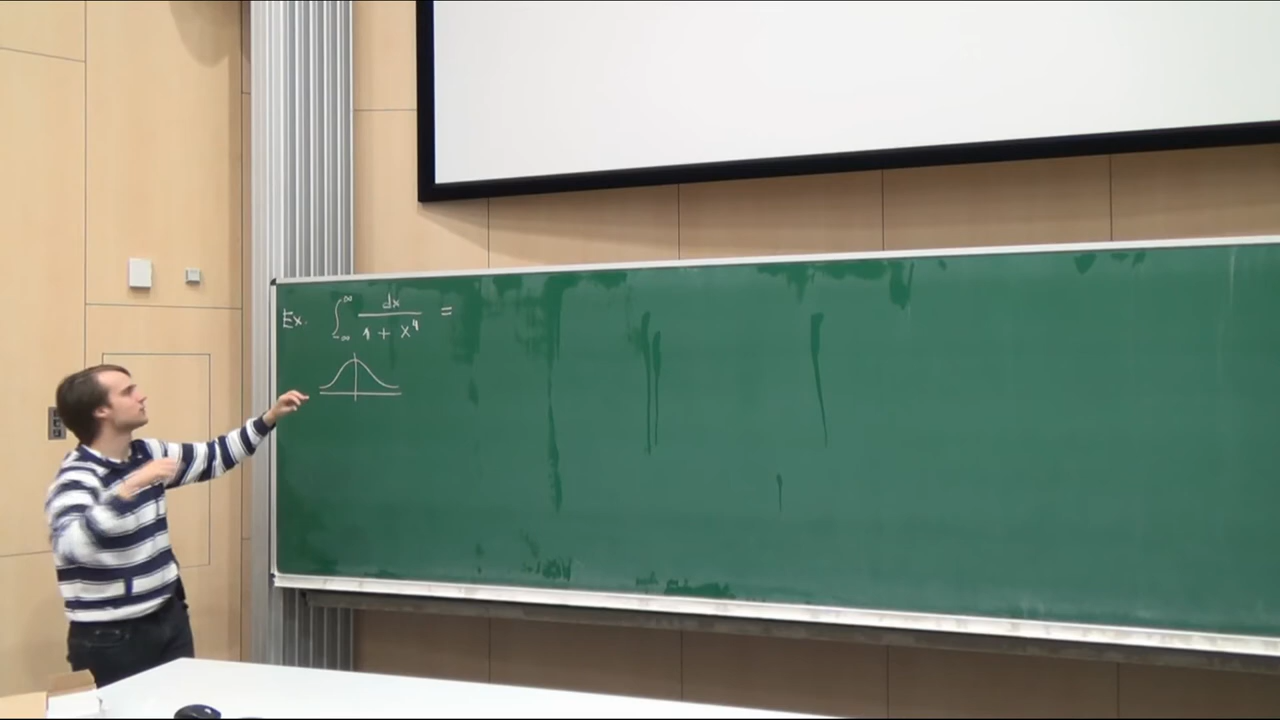 Ex. ∫_{-∞}^{∞} dx / (1 + x⁴) =